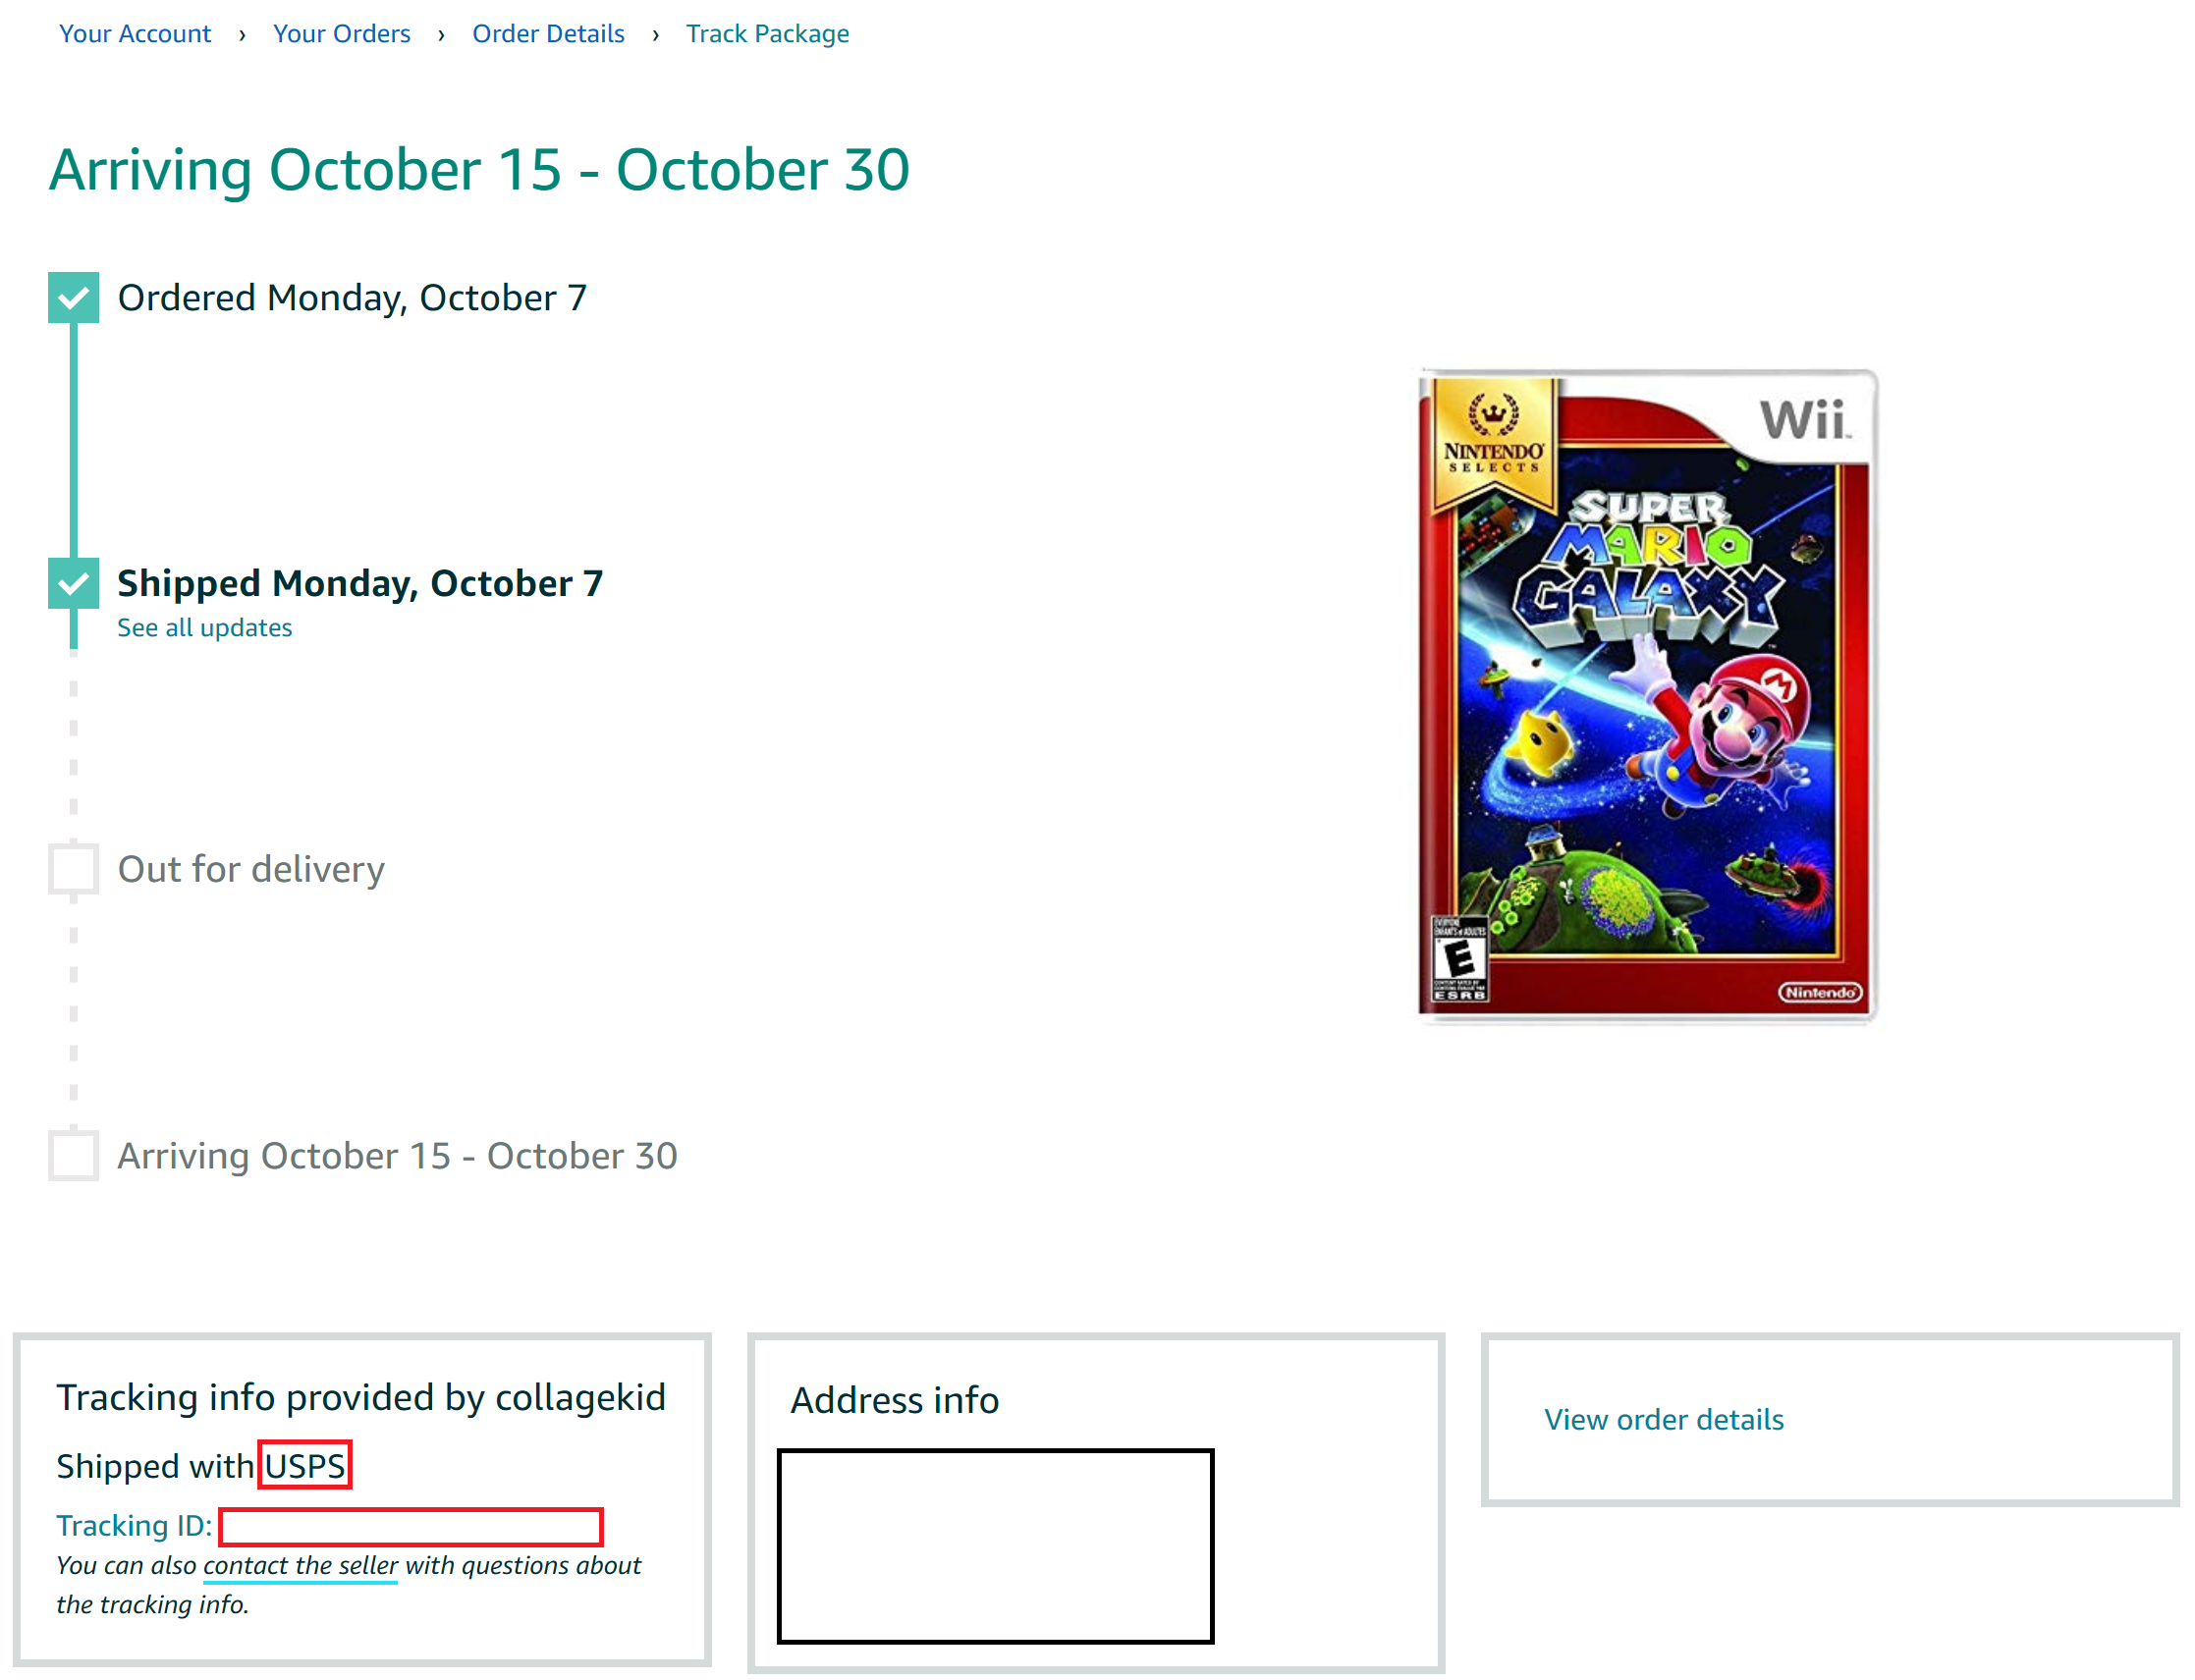 Your Account › Your Orders › Order Details › Track Package
Arriving October 15 - October 30
Ordered Monday, October 7
Shipped Monday, October 7
See all updates
Out for delivery
Arriving October 15 - October 30
Wii
NINTENDO
SELECTS
SUPER
MARIO
GALAXY
M
EVERYONE
E
ESRB
Nintendo
Tracking info provided by collagekid
Shipped with USPS
Tracking ID:
You can also contact the seller with questions about
the tracking info.
Address info
View order details